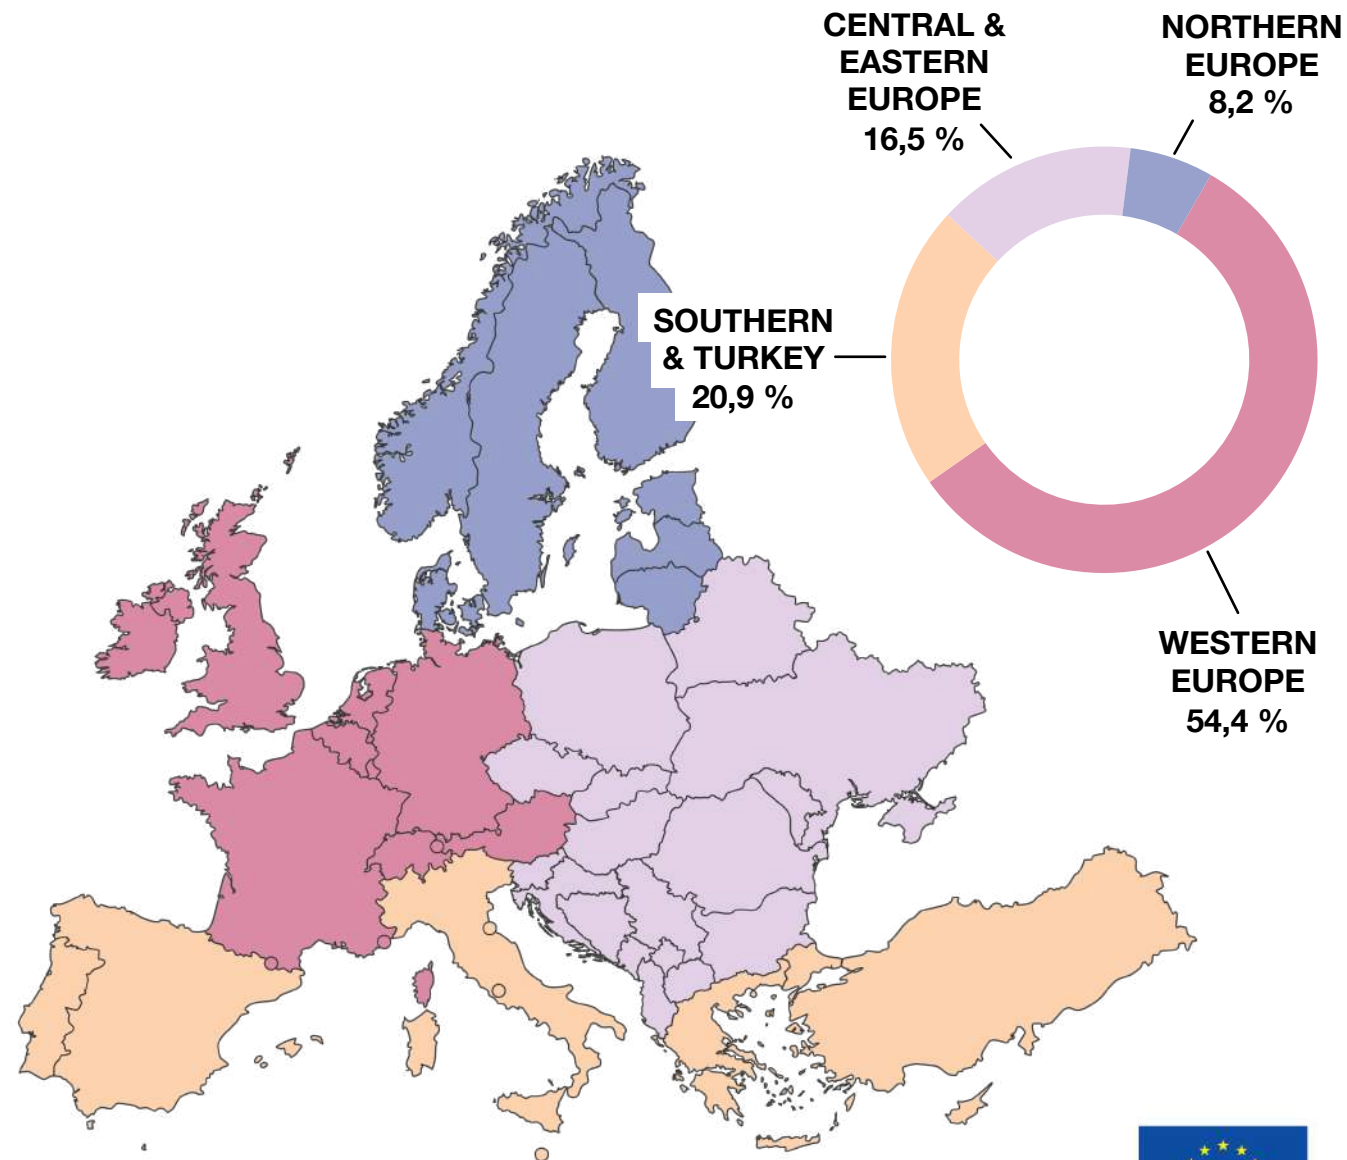 CENTRAL &
EASTERN
EUROPE
16,5 %
NORTHERN
EUROPE
8,2 %
SOUTHERN
& TURKEY
20,9 %
WESTERN
EUROPE
54,4 %